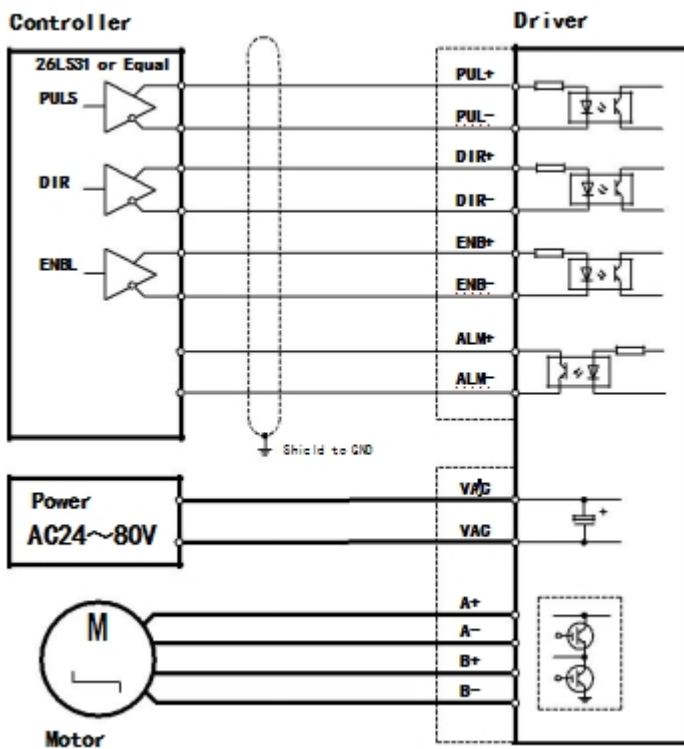 Controller
Driver
26LS31 or Equal
PULS
DIR
ENBL
PUL+
PUL-
DIR+
DIR-
ENB+
ENB-
ALM+
ALM-
Shield to GND
Power
AC24～80V
VAC
VAC
+
M
A+
A-
B+
B-
Motor